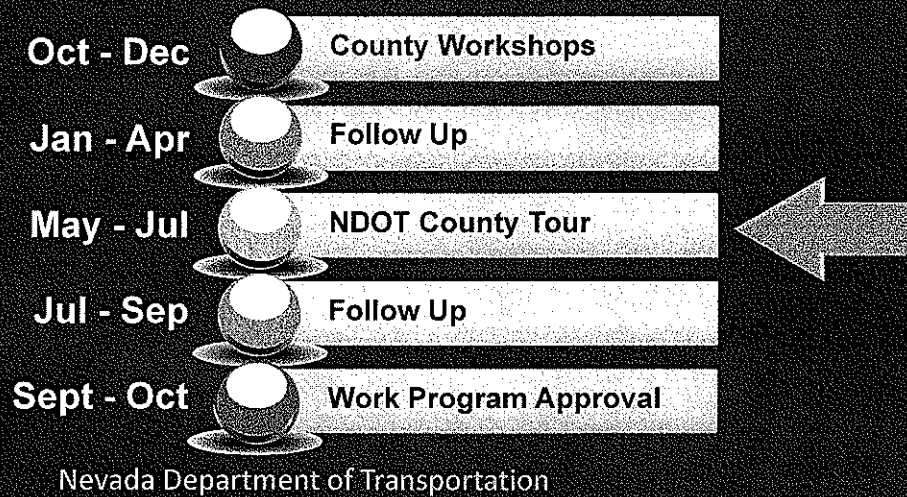 Oct - Dec County Workshops
Jan - Apr Follow Up
May - Jul NDOT County Tour
Jul - Sep Follow Up
Sept - Oct Work Program Approval
Nevada Department of Transportation